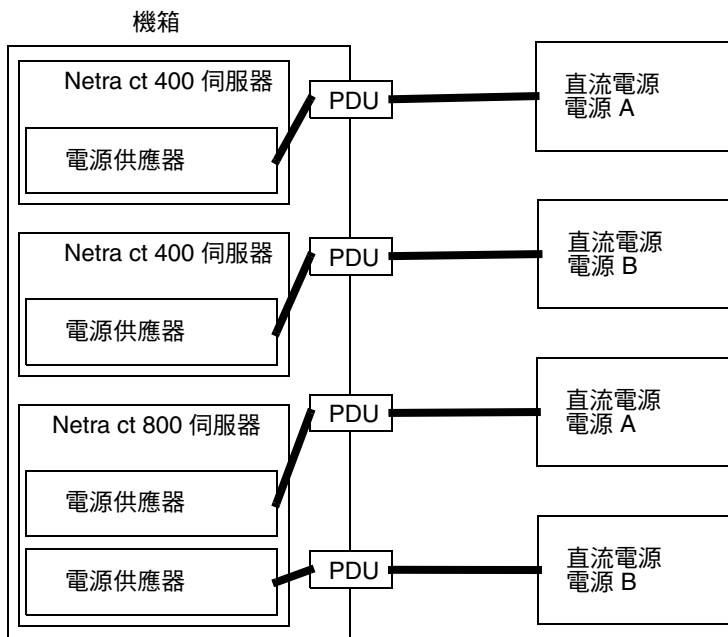 機箱
Netra ct 400 伺服器
PDU
直流電源
電源 A
電源供應器
Netra ct 400 伺服器
PDU
直流電源
電源 B
電源供應器
Netra ct 800 伺服器
PDU
直流電源
電源 A
電源供應器
電源供應器
PDU
直流電源
電源 B